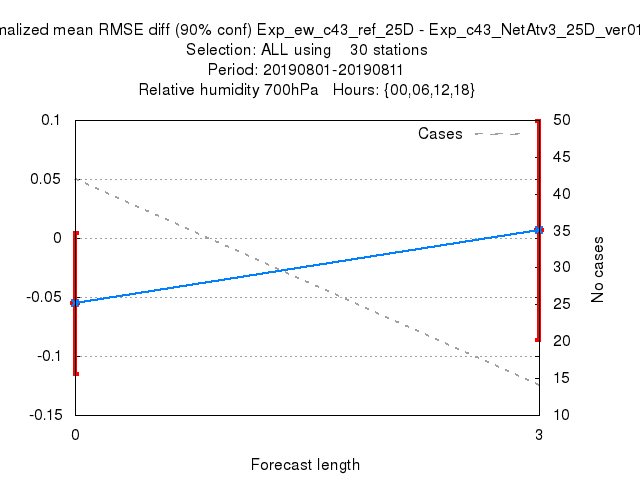 malized mean RMSE diff (90% conf) Exp_ew_c43_ref_25D - Exp_c43_NetAtv3_25D_ver01
Selection: ALL using 30 stations
Period: 20190801-20190811
Relative humidity 700hPa Hours: {00,06,12,18}
0.1
0.05
0
-0.05
-0.1
-0.15
Cases
50
45
40
35
30
25
20
15
10
No cases
0
3
Forecast length